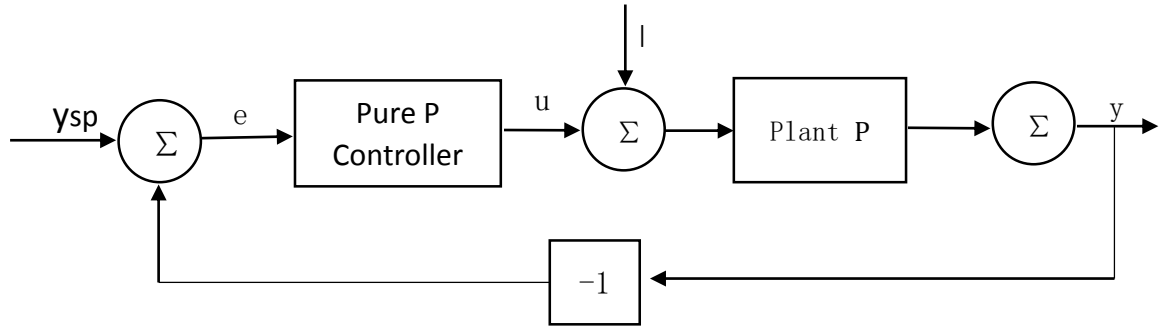 l
ysp
Σ
e
Pure P
Controller
u
Σ
Plant P
Σ
y
-1